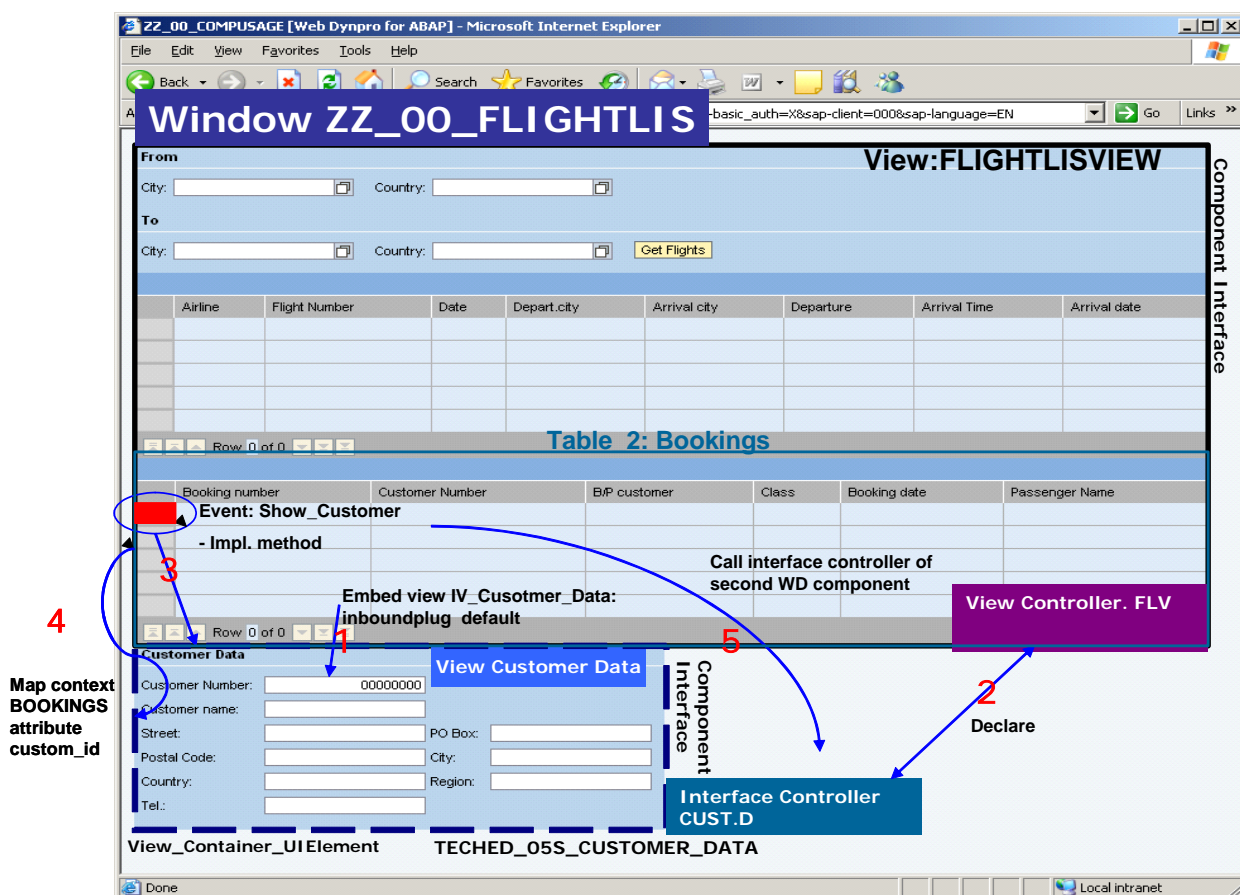 ZZ_00_COMPUSAGE [Web Dynpro for ABAP] - Microsoft Internet Explorer
File Edit View Favorites Tools Help
Back Search Favorites
Window ZZ_00_FLIGHTLIS
-basic_auth=X&sap-client=000&sap-language=EN Go Links »
From
View:FLIGHTLISVIEW
City: Country:
To
City: Country: Get Flights
Component Interface
Airline Flight Number Date Depart.city Arrival city Departure Arrival Time Arrival date
Row 0 of 0
Table 2: Bookings
Booking number Customer Number B/P customer Class Booking date Passenger Name
Event: Show_Customer
- Impl. method
3
4
Call interface controller of
second WD component
Embed view IV_Cusotmer_Data:
inboundplug default
View Controller. FLV
Row 0 of 0
1
5
Customer Data
View Customer Data
Component
Interface
Customer Number: 00000000
Customer name:
Street: PO Box:
Postal Code: City:
Country: Region:
Tel.:
Map context
BOOKINGS
attribute
custom_id
2
Declare
Interface Controller
CUST.D
View_Container_UIElement
TECHED_05S_CUSTOMER_DATA
Done Local intranet